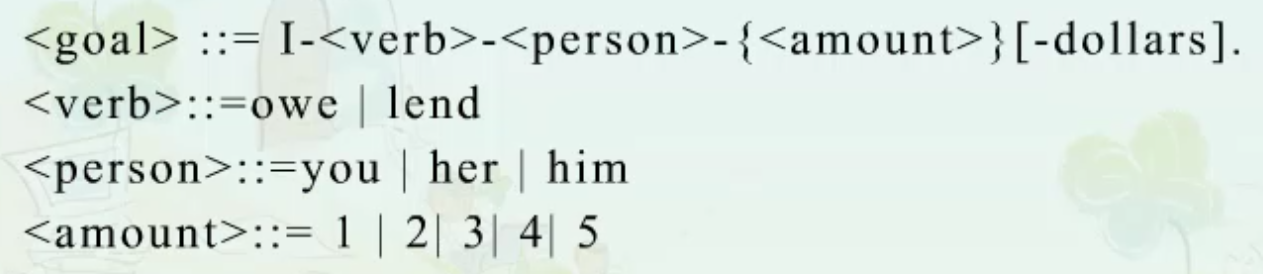 <goal> ::= I-<verb>-<person>-{<amount>}[-dollars].
<verb>::=owe | lend
<person>::=you | her | him
<amount>::= 1 | 2| 3| 4| 5